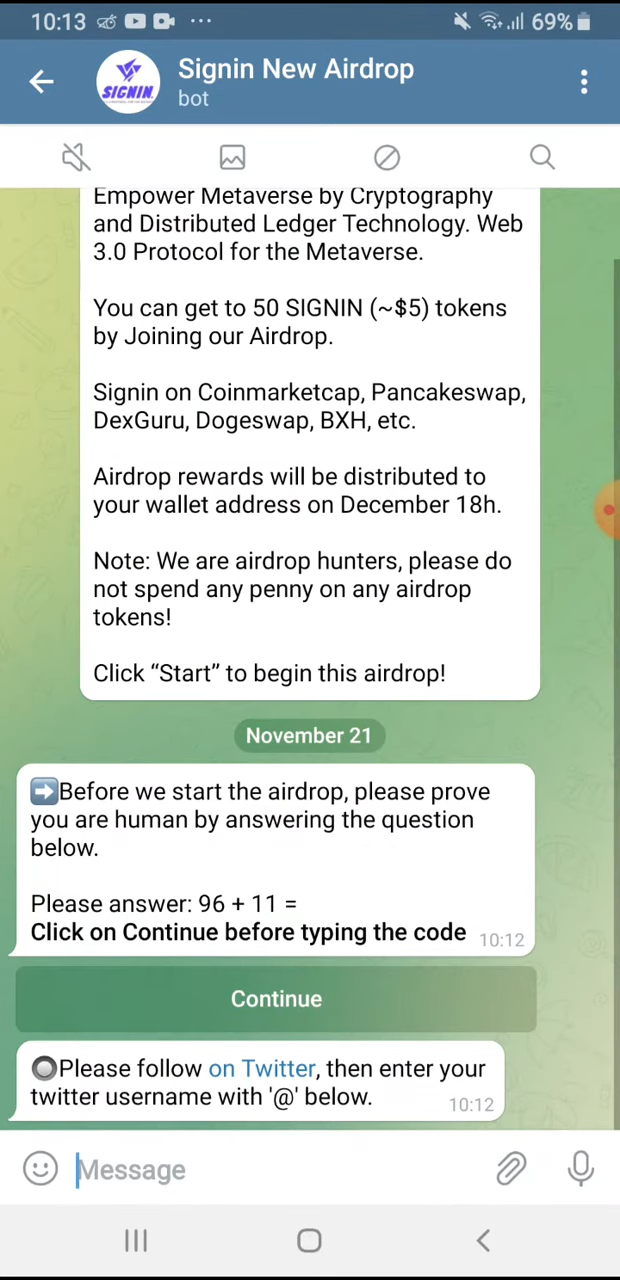 10:13
69%
SIGNIN
Signin New Airdrop
bot
Empower Metaverse by Cryptography
and Distributed Ledger Technology. Web
3.0 Protocol for the Metaverse.
You can get to 50 SIGNIN (~$5) tokens
by Joining our Airdrop.
Signin on Coinmarketcap, Pancakeswap,
DexGuru, Dogeswap, BXH, etc.
Airdrop rewards will be distributed to
your wallet address on December 18h.
Note: We are airdrop hunters, please do
not spend any penny on any airdrop
tokens!
Click “Start” to begin this airdrop!
November 21
➡️Before we start the airdrop, please prove
you are human by answering the question
below.
Please answer: 96 + 11 =
Click on Continue before typing the code
10:12
Continue
🔘Please follow on Twitter, then enter your
twitter username with '@' below.
10:12
Message